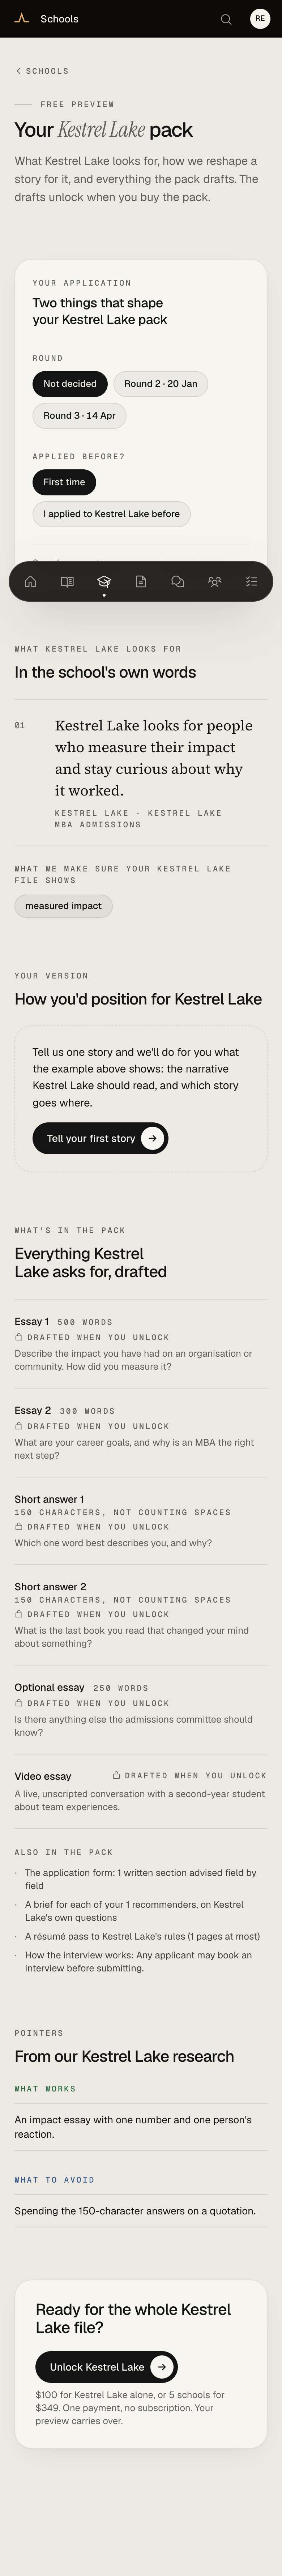 Schools
RE
SCHOOLS
FREE PREVIEW
Your Kestrel Lake pack
What Kestrel Lake looks for, how we reshape a
story for it, and everything the pack drafts. The
drafts unlock when you buy the pack.
YOUR APPLICATION
Two things that shape
your Kestrel Lake pack
ROUND
Not decided
Round 2 · 20 Jan
Round 3 · 14 Apr
APPLIED BEFORE?
First time
I applied to Kestrel Lake before
WHAT KESTREL LAKE LOOKS FOR
In the school's own words
01
Kestrel Lake looks for people
who measure their impact
and stay curious about why
it worked.
KESTREL LAKE · KESTREL LAKE
MBA ADMISSIONS
WHAT WE MAKE SURE YOUR KESTREL LAKE
FILE SHOWS
measured impact
YOUR VERSION
How you'd position for Kestrel Lake
Tell us one story and we'll do for you what
the example above shows: the narrative
Kestrel Lake should read, and which story
goes where.
Tell your first story
WHAT'S IN THE PACK
Everything Kestrel
Lake asks for, drafted
Essay 1 500 WORDS
DRAFTED WHEN YOU UNLOCK
Describe the impact you have had on an organisation or
community. How did you measure it?
Essay 2 300 WORDS
DRAFTED WHEN YOU UNLOCK
What are your career goals, and why is an MBA the right
next step?
Short answer 1
150 CHARACTERS, NOT COUNTING SPACES
DRAFTED WHEN YOU UNLOCK
Which one word best describes you, and why?
Short answer 2
150 CHARACTERS, NOT COUNTING SPACES
DRAFTED WHEN YOU UNLOCK
What is the last book you read that changed your mind
about something?
Optional essay 250 WORDS
DRAFTED WHEN YOU UNLOCK
Is there anything else the admissions committee should
know?
Video essay DRAFTED WHEN YOU UNLOCK
A live, unscripted conversation with a second-year student
about team experiences.
ALSO IN THE PACK
· The application form: 1 written section advised field by
field
· A brief for each of your 1 recommenders, on Kestrel
Lake's own questions
· A résumé pass to Kestrel Lake's rules (1 pages at most)
· How the interview works: Any applicant may book an
interview before submitting.
POINTERS
From our Kestrel Lake research
WHAT WORKS
An impact essay with one number and one person's
reaction.
WHAT TO AVOID
Spending the 150-character answers on a quotation.
Ready for the whole Kestrel
Lake file?
Unlock Kestrel Lake
$100 for Kestrel Lake alone, or 5 schools for
$349. One payment, no subscription. Your
preview carries over.